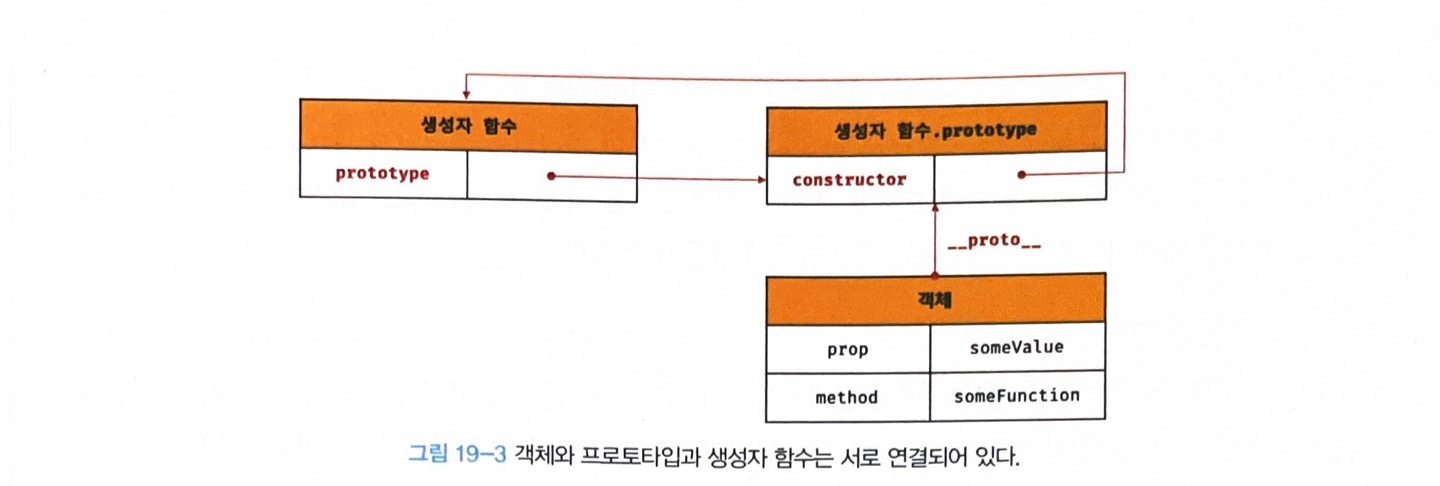 생성자 함수
prototype
생성자 함수.prototype
constructor
__proto__
객체
prop
someValue
method
someFunction
그림 19-3 객체와 프로토타입과 생성자 함수는 서로 연결되어 있다.